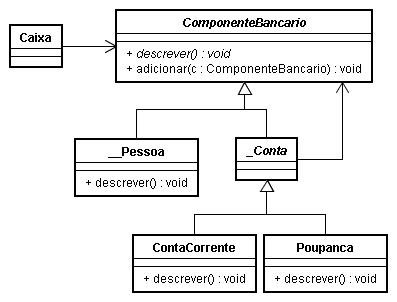 ComponenteBancario
Caixa
+ descrever() : void
+ adicionar(c : ComponenteBancario) : void
__Pessoa
_Conta
+ descrever() : void
ContaCorrente
Poupanca
+ descrever() : void
+ descrever() : void